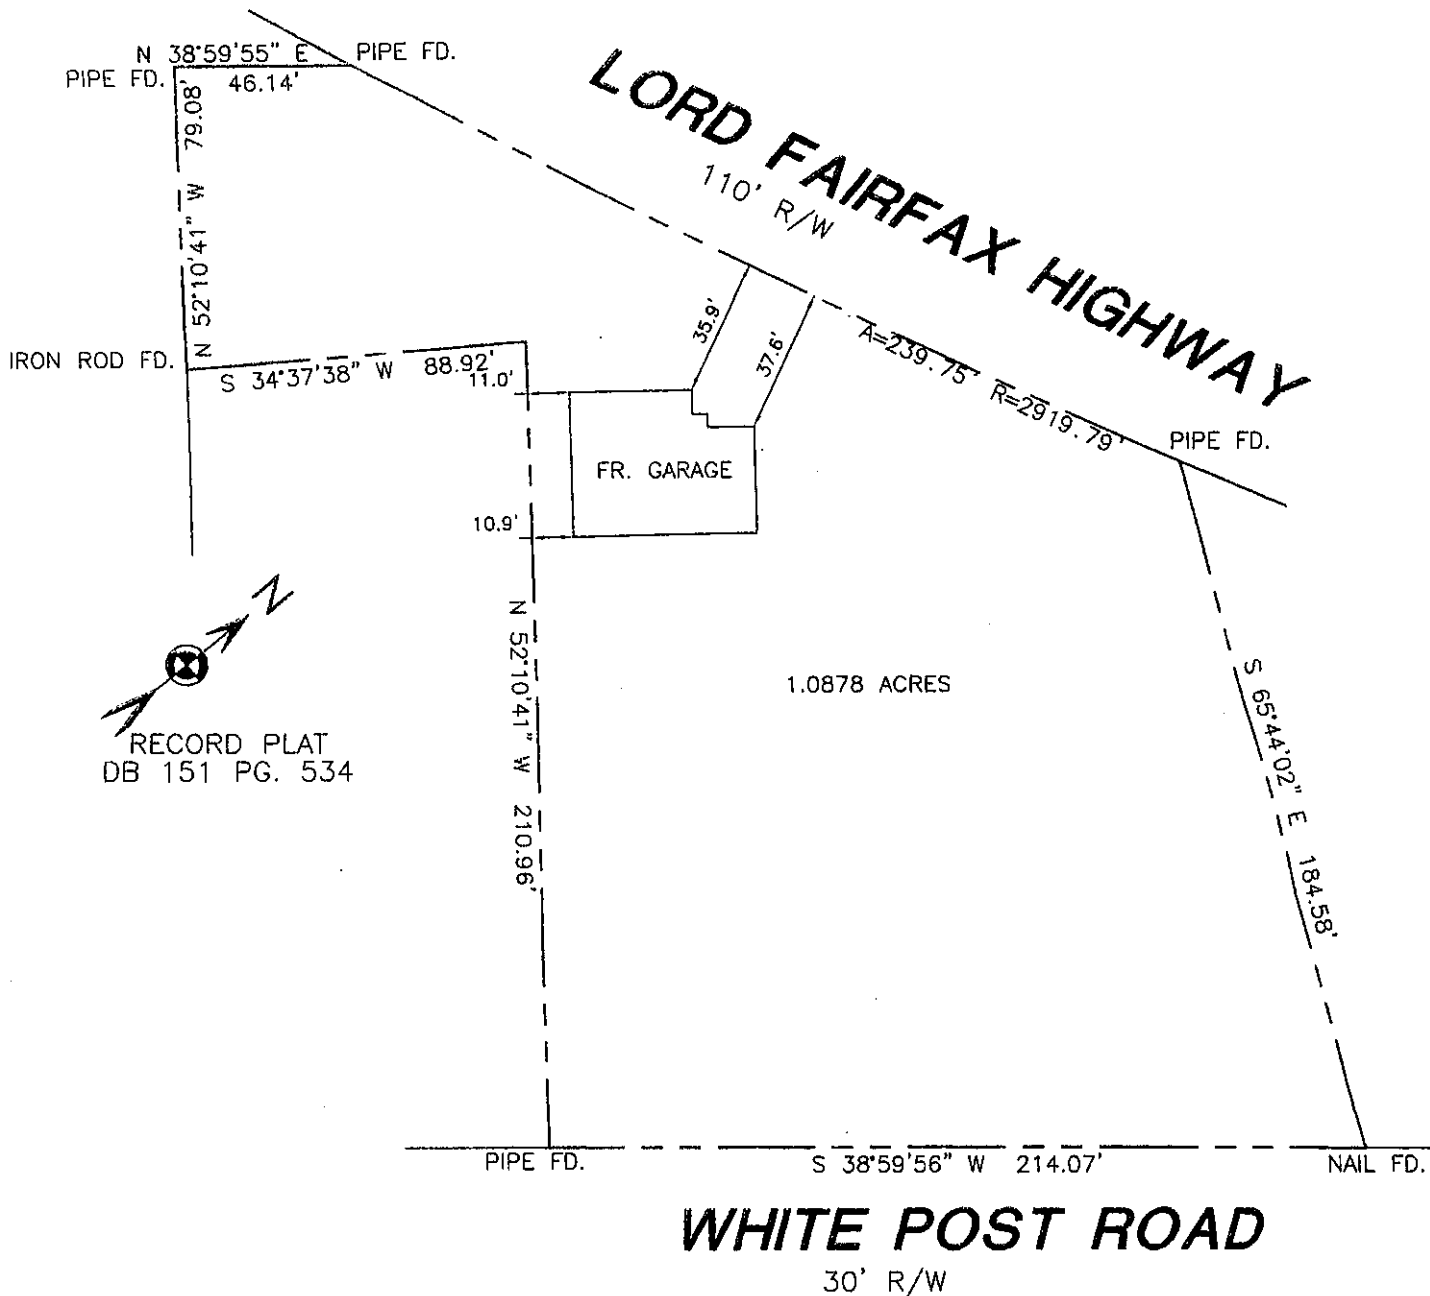 N 38°59'55" E
PIPE FD.
PIPE FD.
46.14'
N 52°10'41" W 79.08'
LORD FAIRFAX HIGHWAY
110' R/W
IRON ROD FD.
S 34°37'38" W 88.92'
11.0'
35.9'
37.6'
A=239.75' R=2919.79'
PIPE FD.
FR. GARAGE
10.9'
N
RECORD PLAT
DB 151 PG. 534
N 52°10'41" W 210.96'
1.0878 ACRES
S 65°44'02" E 184.58'
PIPE FD.
S 38°59'56" W 214.07'
NAIL FD.
WHITE POST ROAD
30' R/W